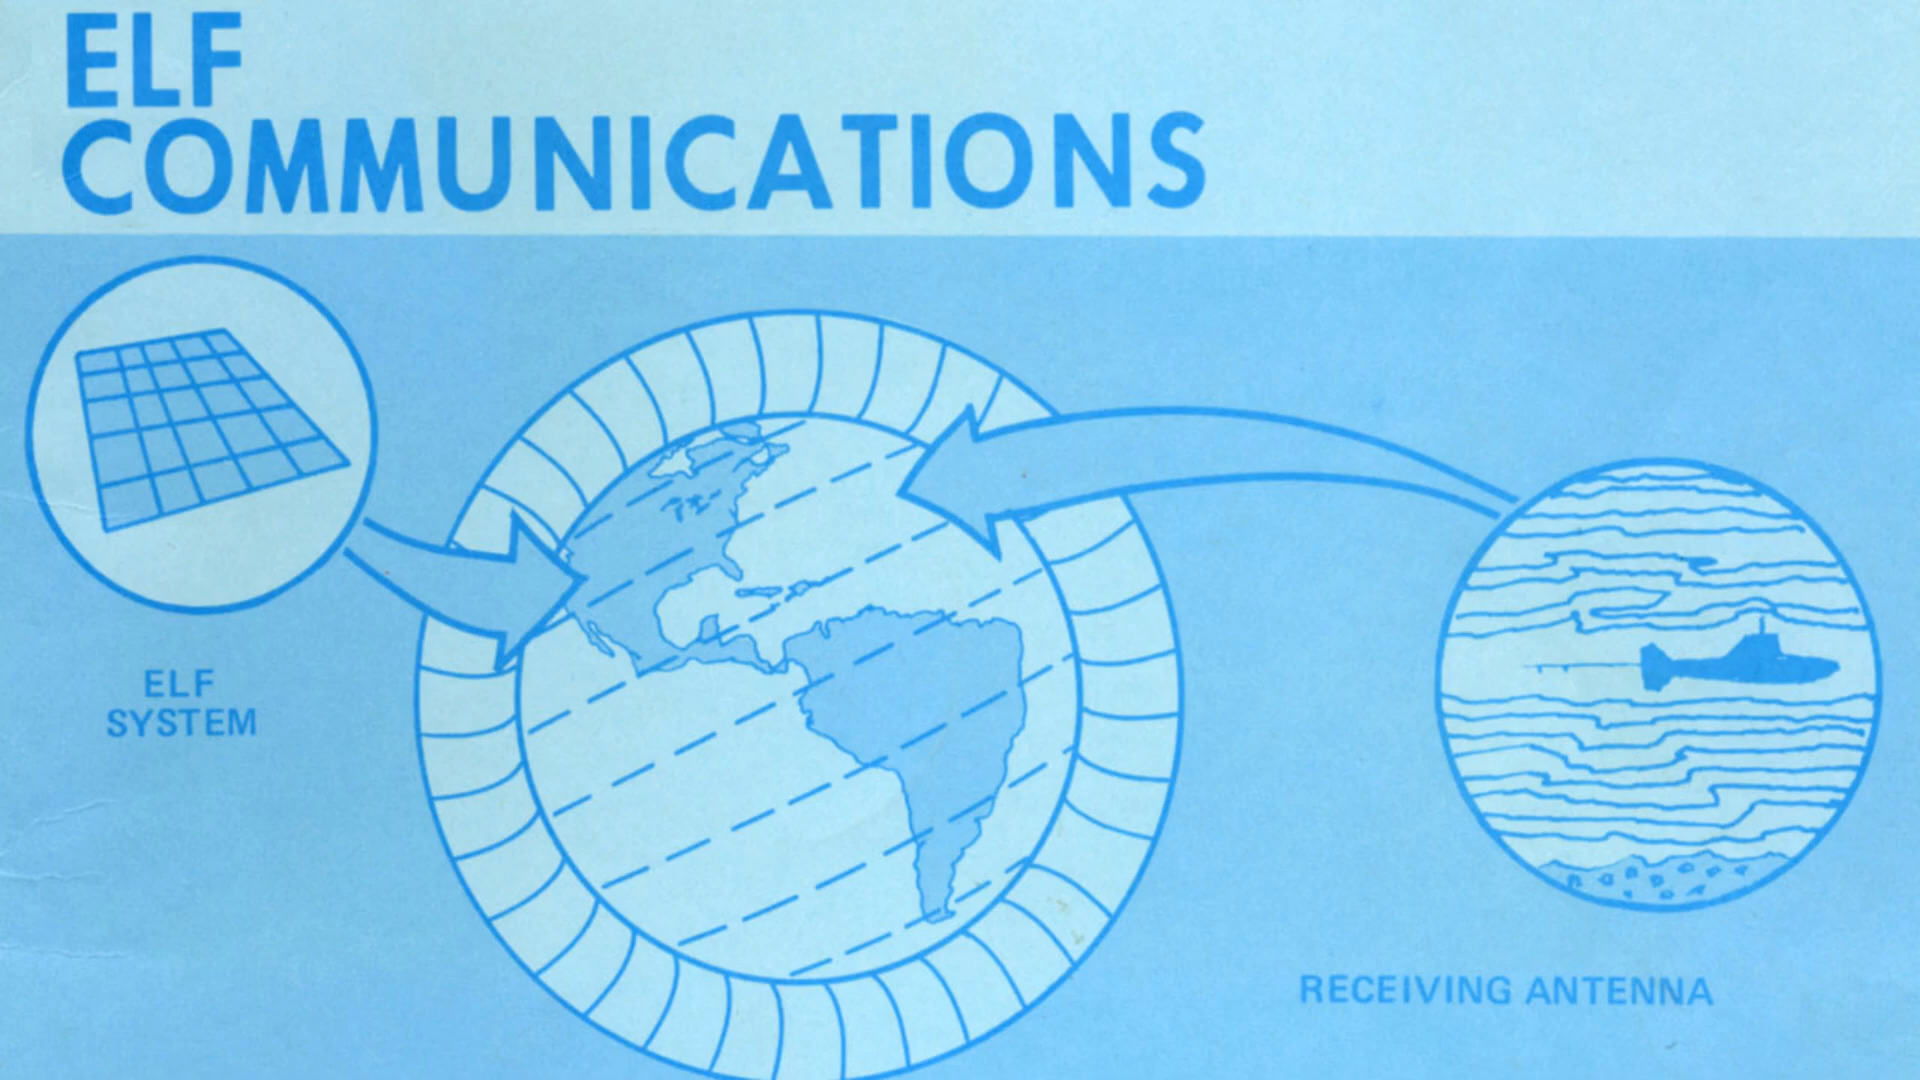 ELF
COMMUNICATIONS
ELF
SYSTEM
RECEIVING ANTENNA